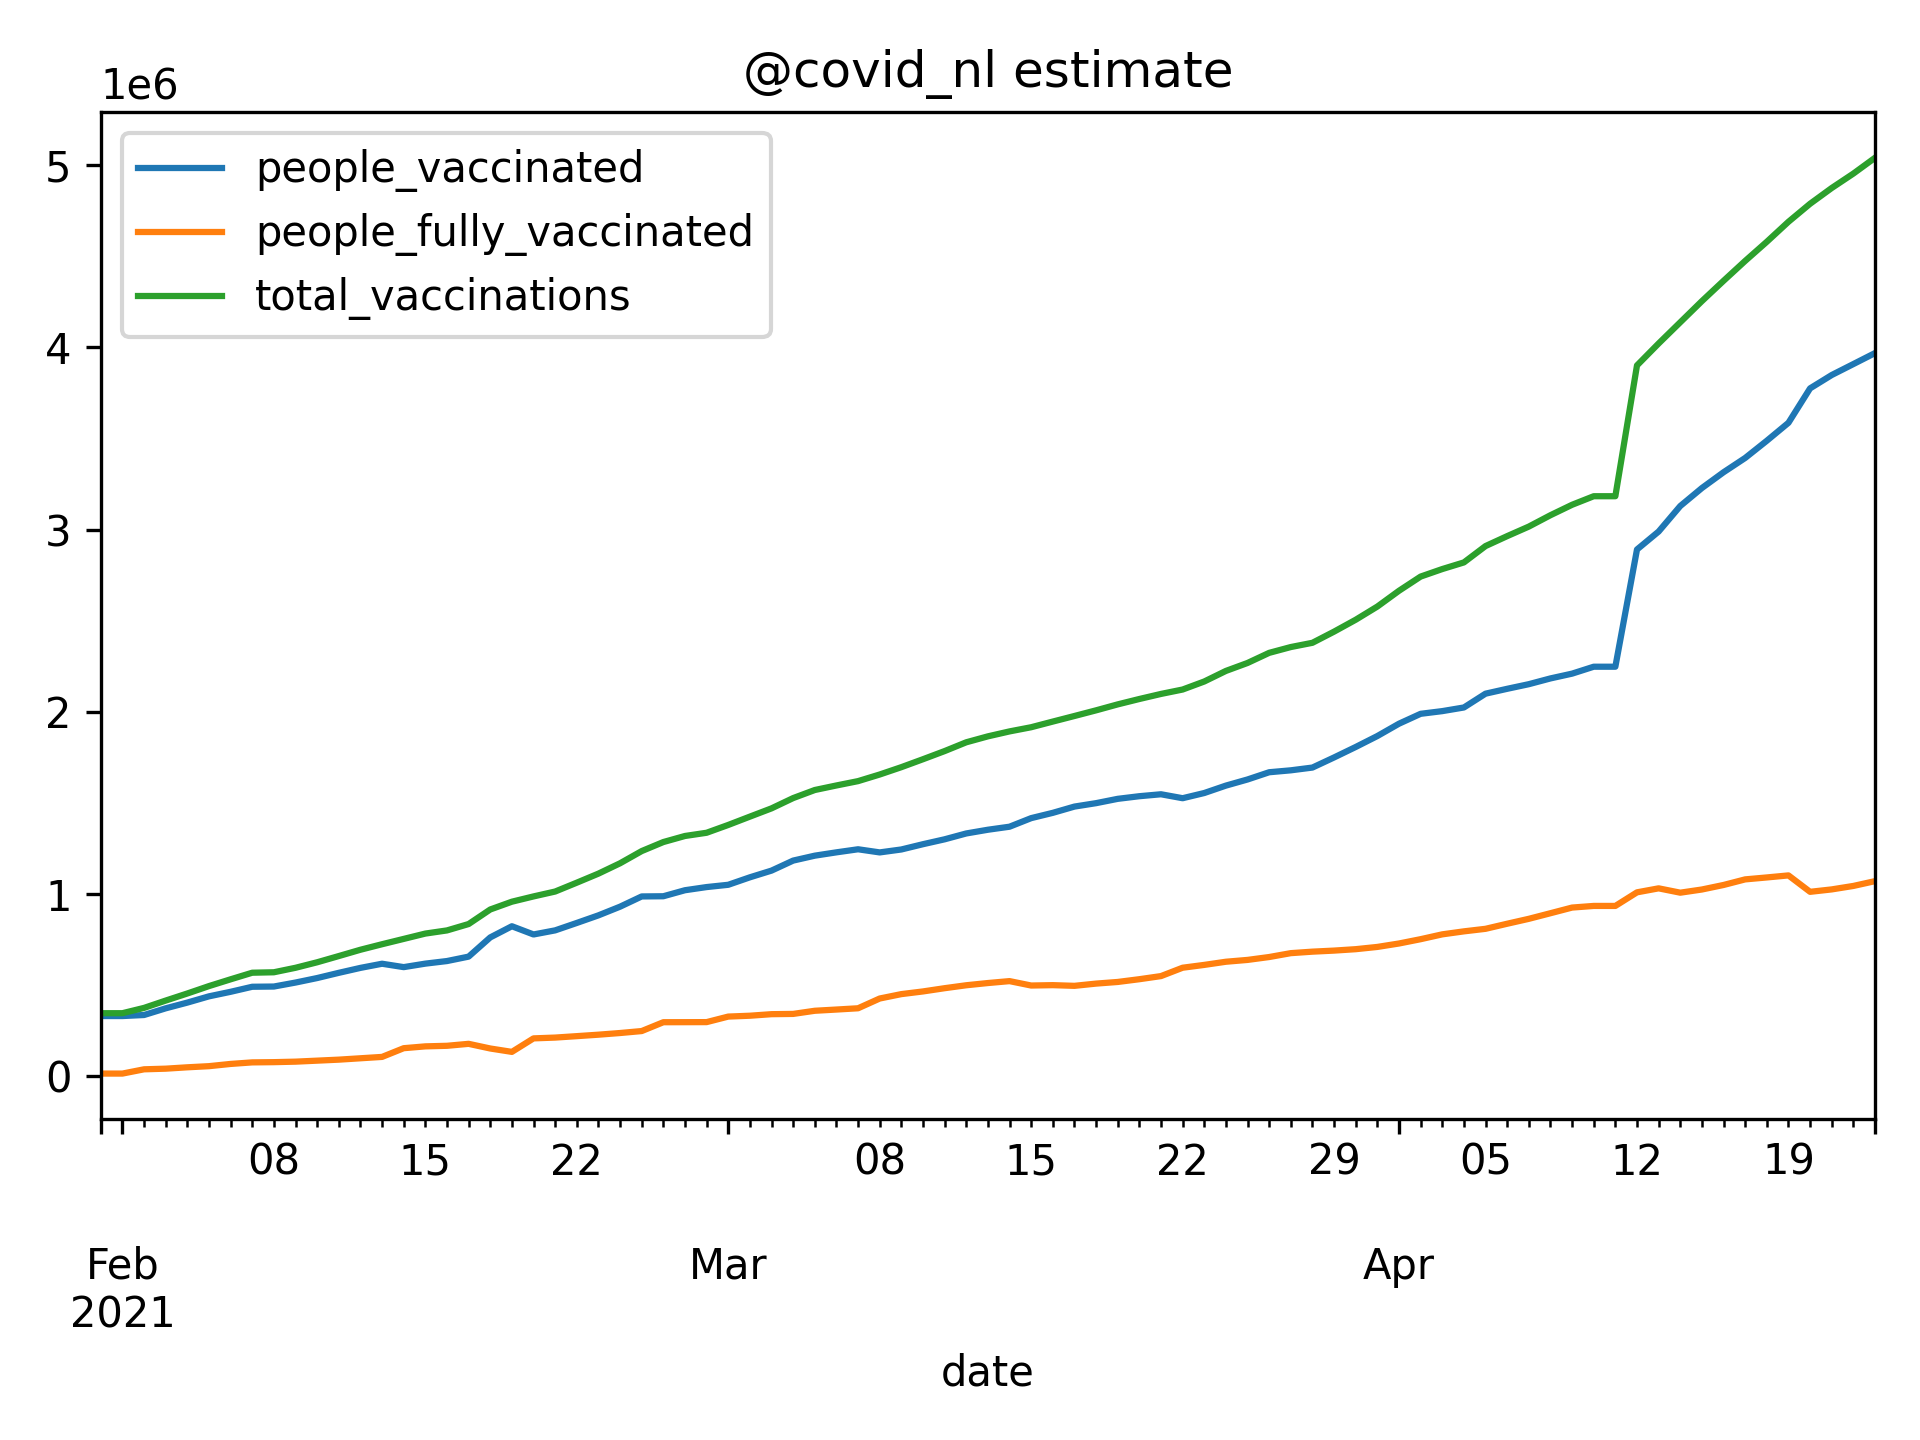 @covid_nl estimate
1e6
people_vaccinated
people_fully_vaccinated
total_vaccinations
5
4
3
2
1
0
08 15 22 08 15 22 29 05 12 19
Feb Mar Apr
2021
date